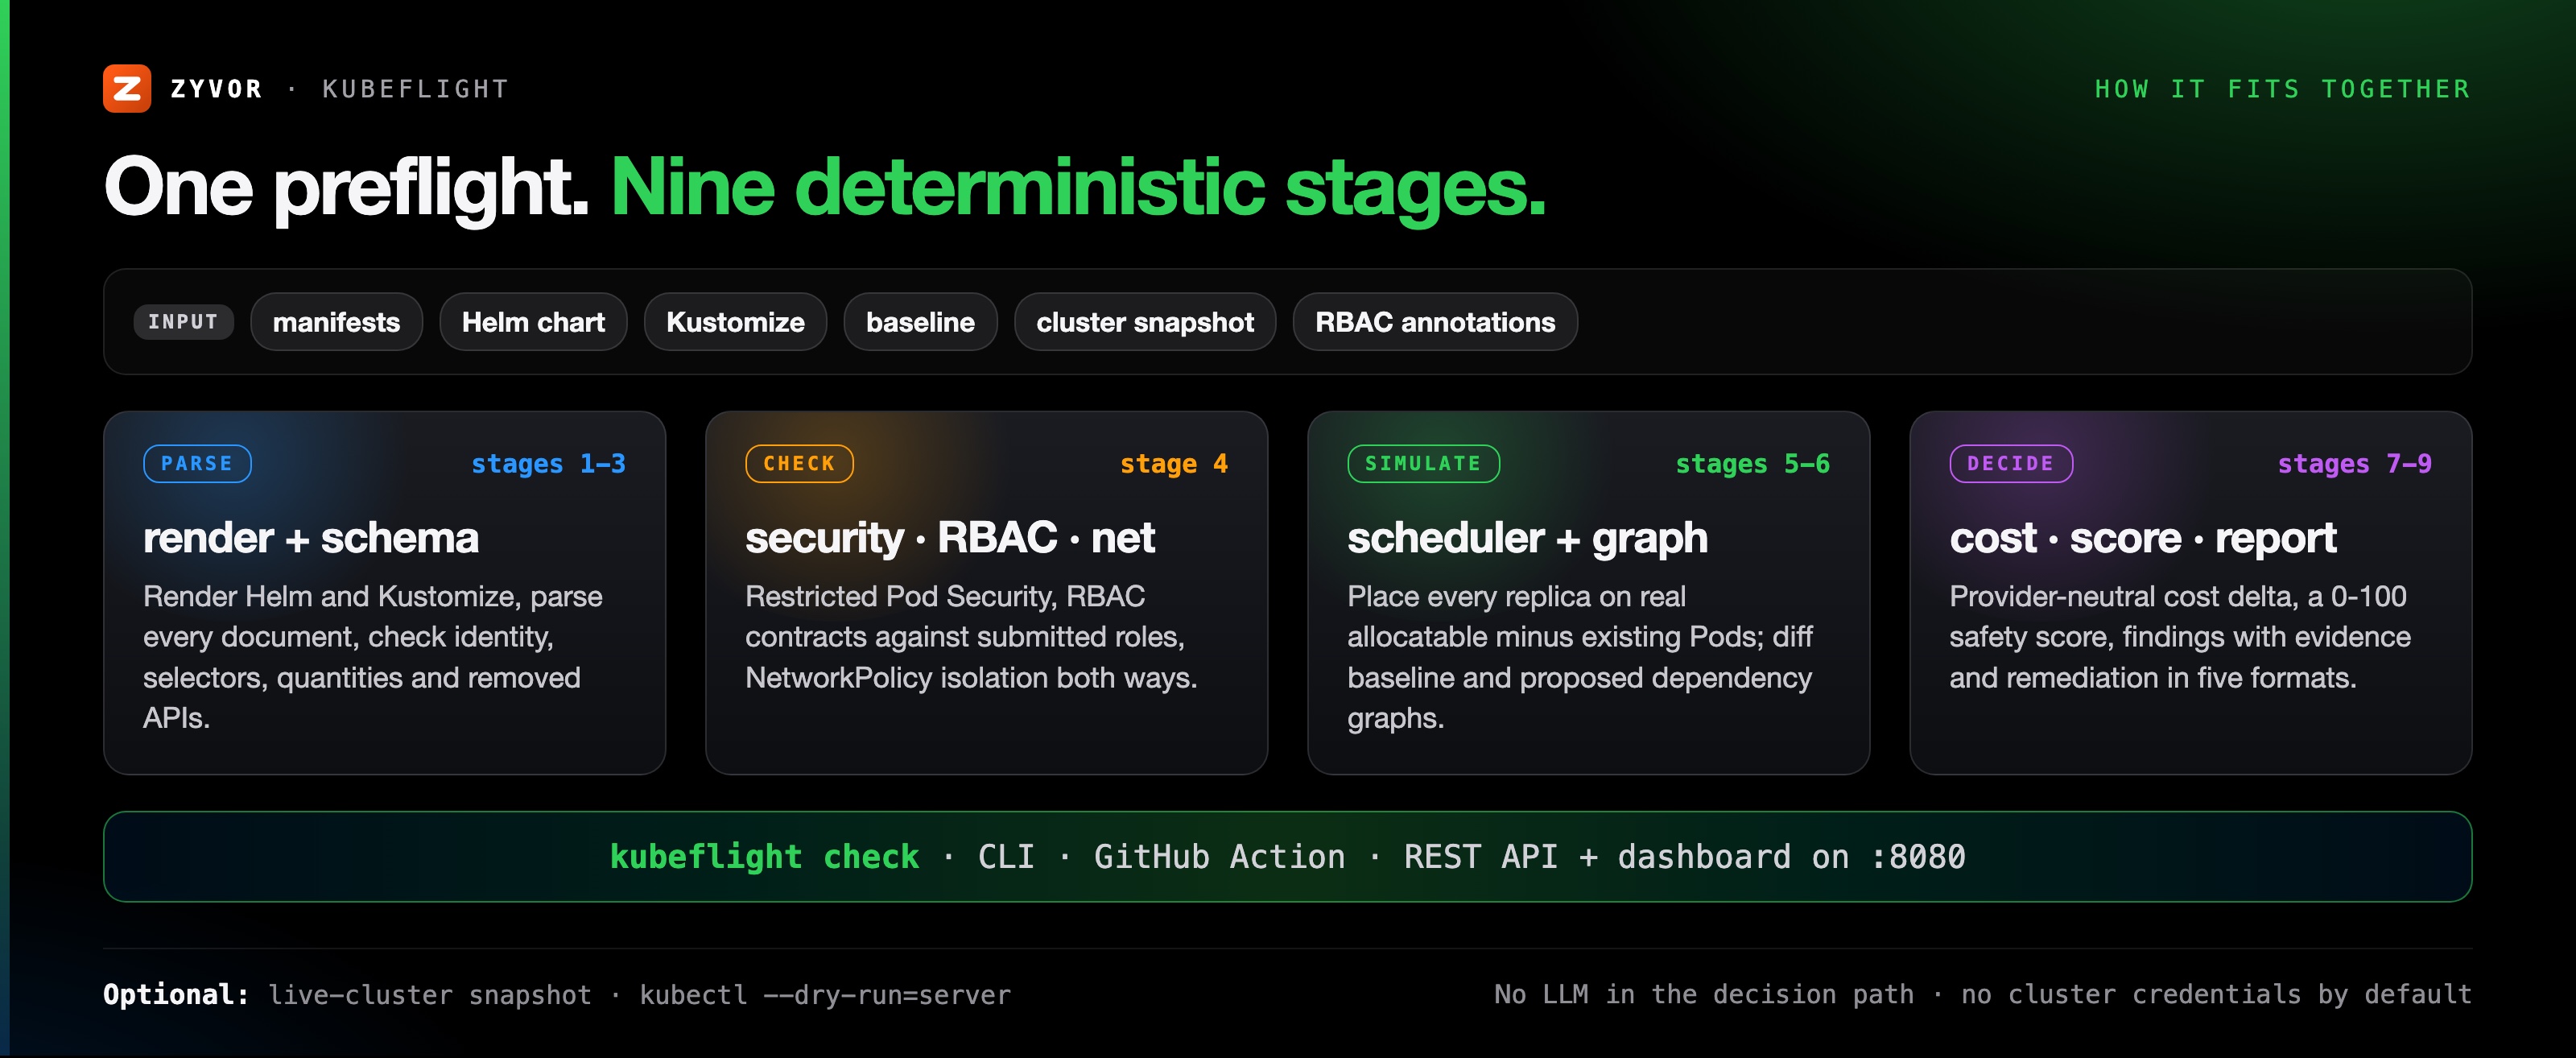 ZYVOR · KUBEFLIGHT
HOW IT FITS TOGETHER
One preflight. Nine deterministic stages.
INPUT manifests Helm chart Kustomize baseline cluster snapshot RBAC annotations
PARSE stages 1–3
render + schema
Render Helm and Kustomize, parse
every document, check identity,
selectors, quantities and removed
APIs.
CHECK stage 4
security · RBAC · net
Restricted Pod Security, RBAC
contracts against submitted roles,
NetworkPolicy isolation both ways.
SIMULATE stages 5–6
scheduler + graph
Place every replica on real
allocatable minus existing Pods; diff
baseline and proposed dependency
graphs.
DECIDE stages 7–9
cost · score · report
Provider-neutral cost delta, a 0-100
safety score, findings with evidence
and remediation in five formats.
kubeflight check · CLI · GitHub Action · REST API + dashboard on :8080
Optional: live-cluster snapshot · kubectl --dry-run=server
No LLM in the decision path · no cluster credentials by default